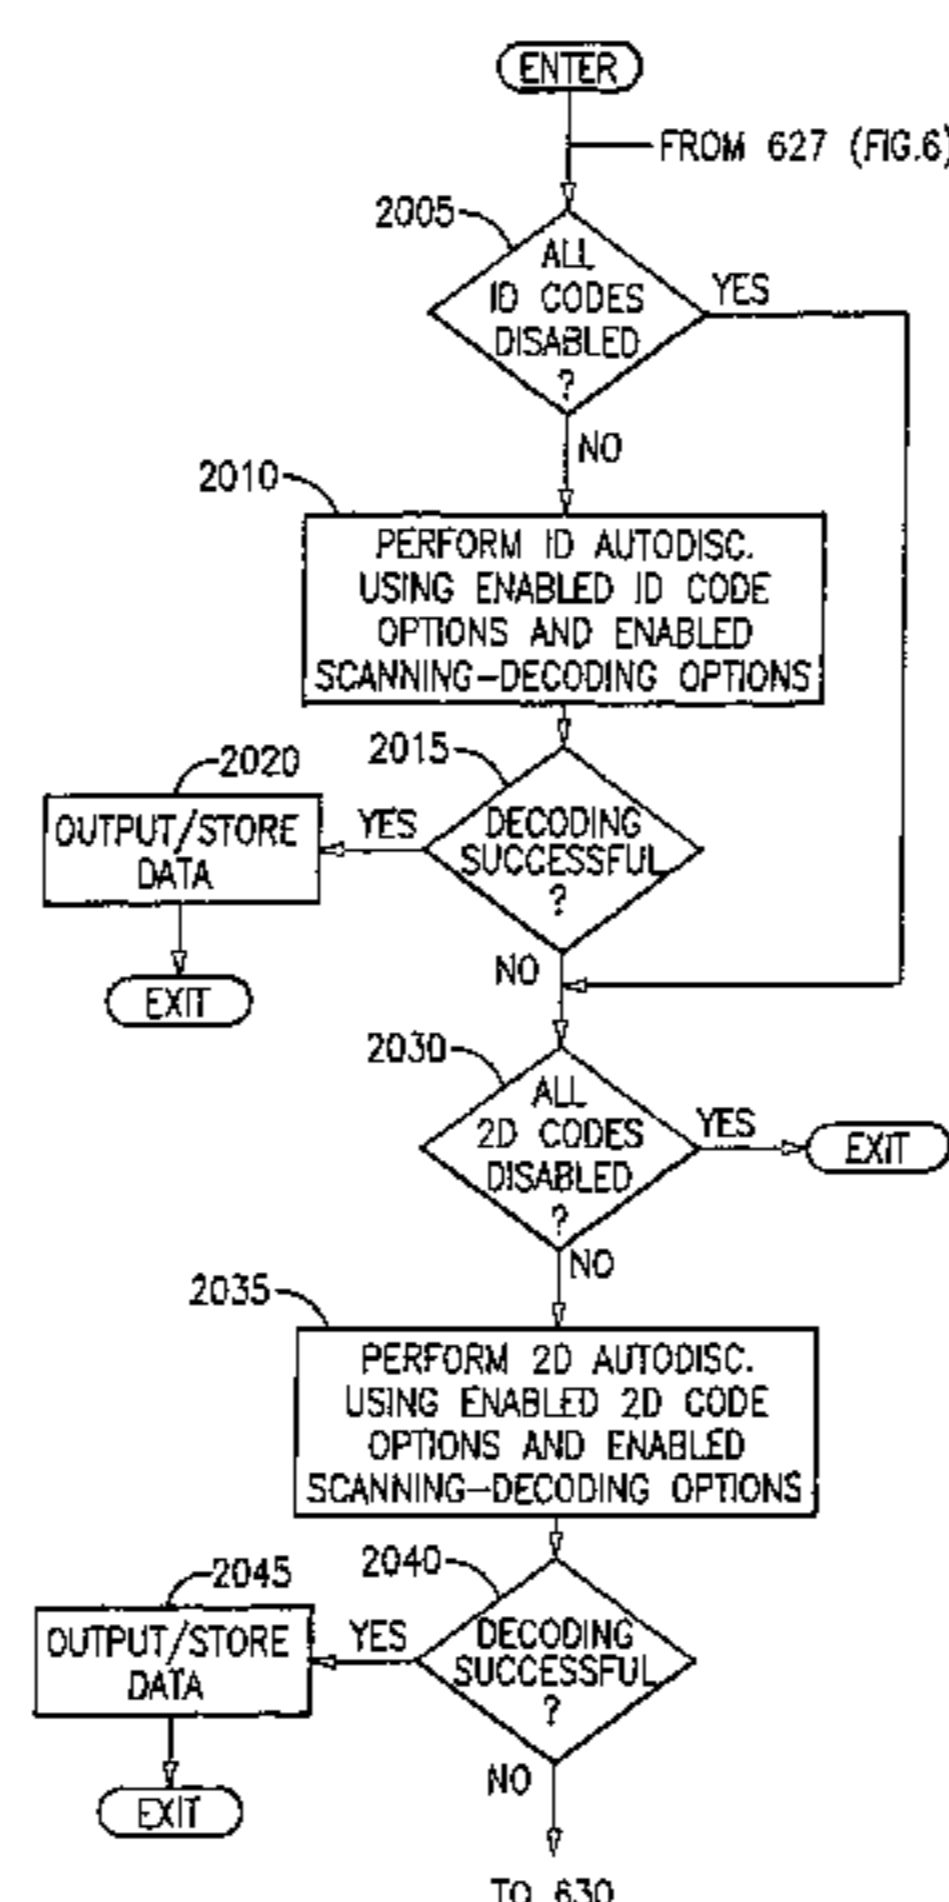 ENTER
FROM 627 (FIG.6)
2005
ALL
1D CODES
DISABLED
?
YES
NO
2010
PERFORM 1D AUTODISC.
USING ENABLED 1D CODE
OPTIONS AND ENABLED
SCANNING-DECODING OPTIONS
2015
DECODING
SUCCESSFUL
?
YES
2020
OUTPUT/STORE
DATA
EXIT
NO
2030
ALL
2D CODES
DISABLED
?
YES
EXIT
NO
2035
PERFORM 2D AUTODISC.
USING ENABLED 2D CODE
OPTIONS AND ENABLED
SCANNING-DECODING OPTIONS
2040
DECODING
SUCCESSFUL
?
YES
2045
OUTPUT/STORE
DATA
EXIT
NO
TO 630